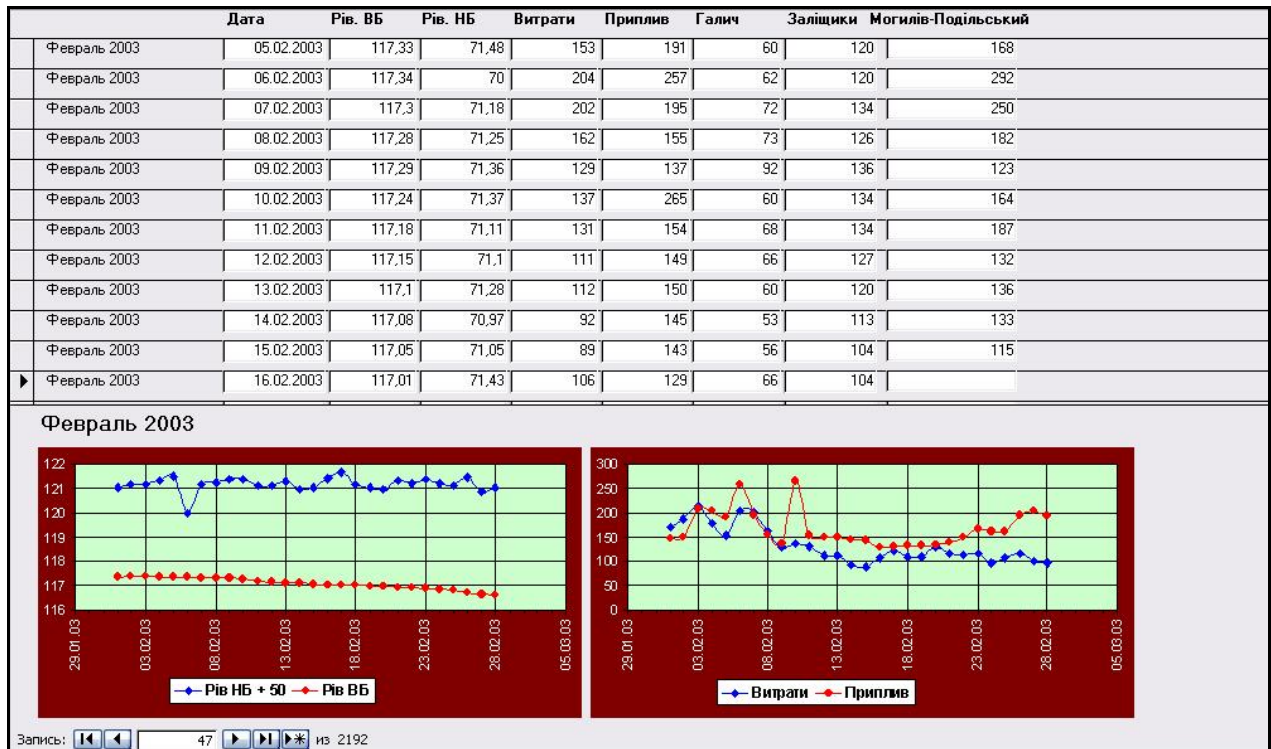 Дата Рів. ВБ Рів. НБ Витрати Приплив Галич Заліщики Могилів-Подільський
Февраль 2003 05.02.2003 117,33 71,48 153 191 60 120 168
Февраль 2003 06.02.2003 117,34 70 204 257 62 120 292
Февраль 2003 07.02.2003 117,3 71,18 202 195 72 134 250
Февраль 2003 08.02.2003 117,28 71,25 162 155 73 126 182
Февраль 2003 09.02.2003 117,29 71,36 129 137 92 136 123
Февраль 2003 10.02.2003 117,24 71,37 137 265 60 134 164
Февраль 2003 11.02.2003 117,18 71,11 131 154 68 134 187
Февраль 2003 12.02.2003 117,15 71,1 111 149 66 127 132
Февраль 2003 13.02.2003 117,1 71,28 112 150 60 120 136
Февраль 2003 14.02.2003 117,08 70,97 92 145 53 113 133
Февраль 2003 15.02.2003 117,05 71,05 89 143 56 104 115
Февраль 2003 16.02.2003 117,01 71,43 106 129 66 104
Февраль 2003
122
121
120
119
118
117
116
29.01.03 03.02.03 08.02.03 13.02.03 18.02.03 23.02.03 28.02.03 05.03.03
Рів НБ + 50 Рів ВБ
300
250
200
150
100
50
0
29.01.03 03.02.03 08.02.03 13.02.03 18.02.03 23.02.03 28.02.03 05.03.03
Витрати Приплив
Запись: 47 из 2192